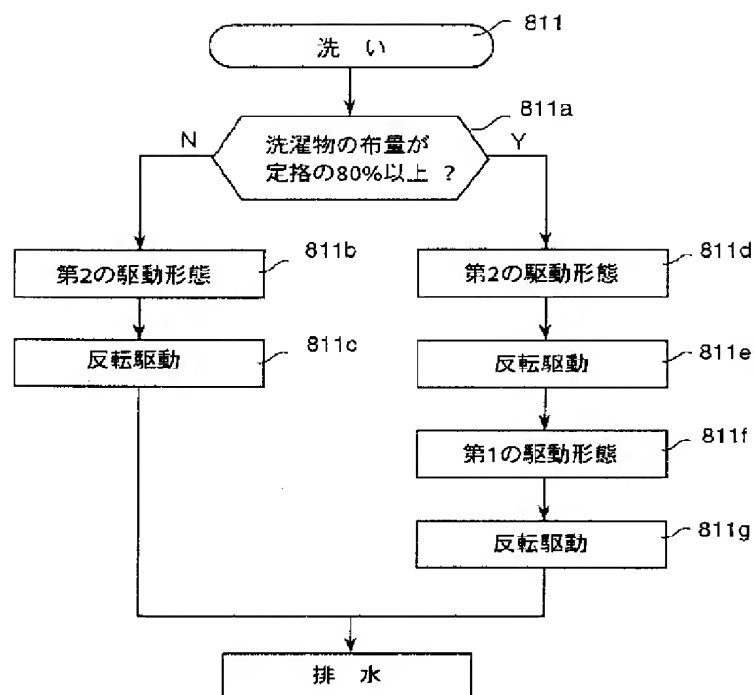 洗 い
811
洗濯物の布量が
定格の80%以上 ?
811a
N
Y
第2の駆動形態
811b
反転駆動
811c
第2の駆動形態
811d
反転駆動
811e
第1の駆動形態
811f
反転駆動
811g
排 水